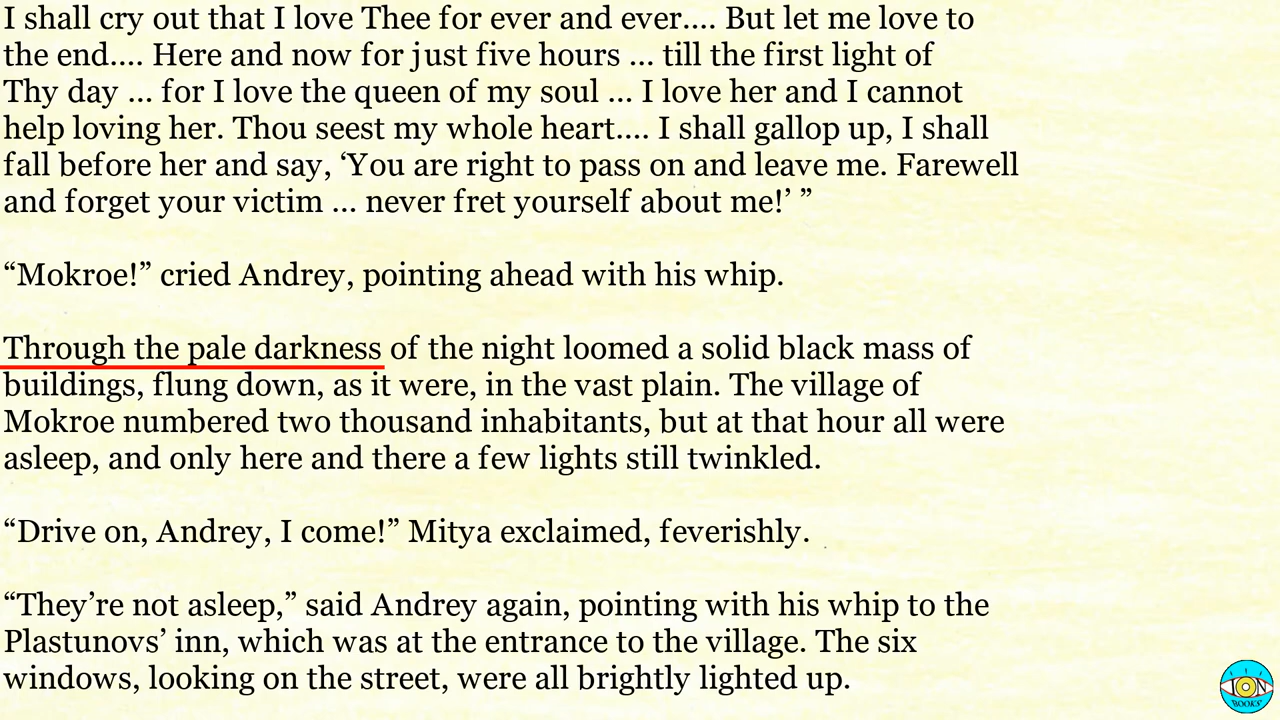 I shall cry out that I love Thee for ever and ever.... But let me love to
the end.... Here and now for just five hours ... till the first light of
Thy day ... for I love the queen of my soul ... I love her and I cannot
help loving her. Thou seest my whole heart.... I shall gallop up, I shall
fall before her and say, ‘You are right to pass on and leave me. Farewell
and forget your victim ... never fret yourself about me!’ ”
“Mokroe!” cried Andrey, pointing ahead with his whip.
Through the pale darkness of the night loomed a solid black mass of
buildings, flung down, as it were, in the vast plain. The village of
Mokroe numbered two thousand inhabitants, but at that hour all were
asleep, and only here and there a few lights still twinkled.
“Drive on, Andrey, I come!” Mitya exclaimed, feverishly.
“They’re not asleep,” said Andrey again, pointing with his whip to the
Plastunovs’ inn, which was at the entrance to the village. The six
windows, looking on the street, were all brightly lighted up.
ION
BOOKS